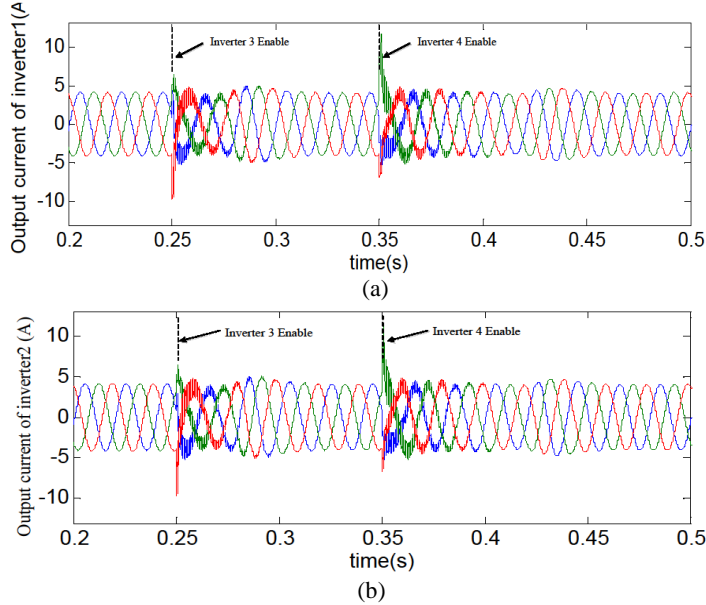 Output current of inverter1(A
10
5
0
-5
-10
Inverter 3 Enable
Inverter 4 Enable
0.2
0.25
0.3
0.35
0.4
0.45
0.5
time(s)
(a)
Output current of inverter2 (A)
10
5
0
-5
-10
Inverter 3 Enable
Inverter 4 Enable
0.2
0.25
0.3
0.35
0.4
0.45
0.5
time(s)
(b)